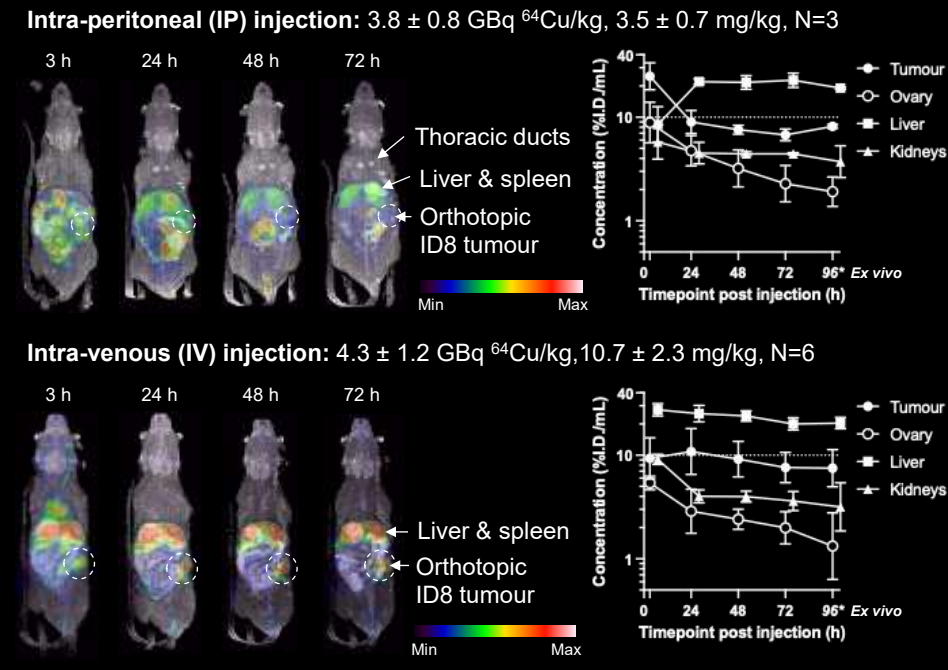 Intra-peritoneal (IP) injection: 3.8 ± 0.8 GBq ⁶⁴Cu/kg, 3.5 ± 0.7 mg/kg, N=3
3 h
24 h
48 h
72 h
Thoracic ducts
Liver & spleen
Orthotopic
ID8 tumour
Min
Max
Concentration (%I.D./mL)
40
10
1
0
24
48
72
96*
Ex vivo
Timepoint post injection (h)
Tumour
Ovary
Liver
Kidneys
Intra-venous (IV) injection: 4.3 ± 1.2 GBq ⁶⁴Cu/kg,10.7 ± 2.3 mg/kg, N=6
3 h
24 h
48 h
72 h
Liver & spleen
Orthotopic
ID8 tumour
Min
Max
Concentration (%I.D./mL)
40
10
1
0
24
48
72
96*
Ex vivo
Timepoint post injection (h)
Tumour
Ovary
Liver
Kidneys